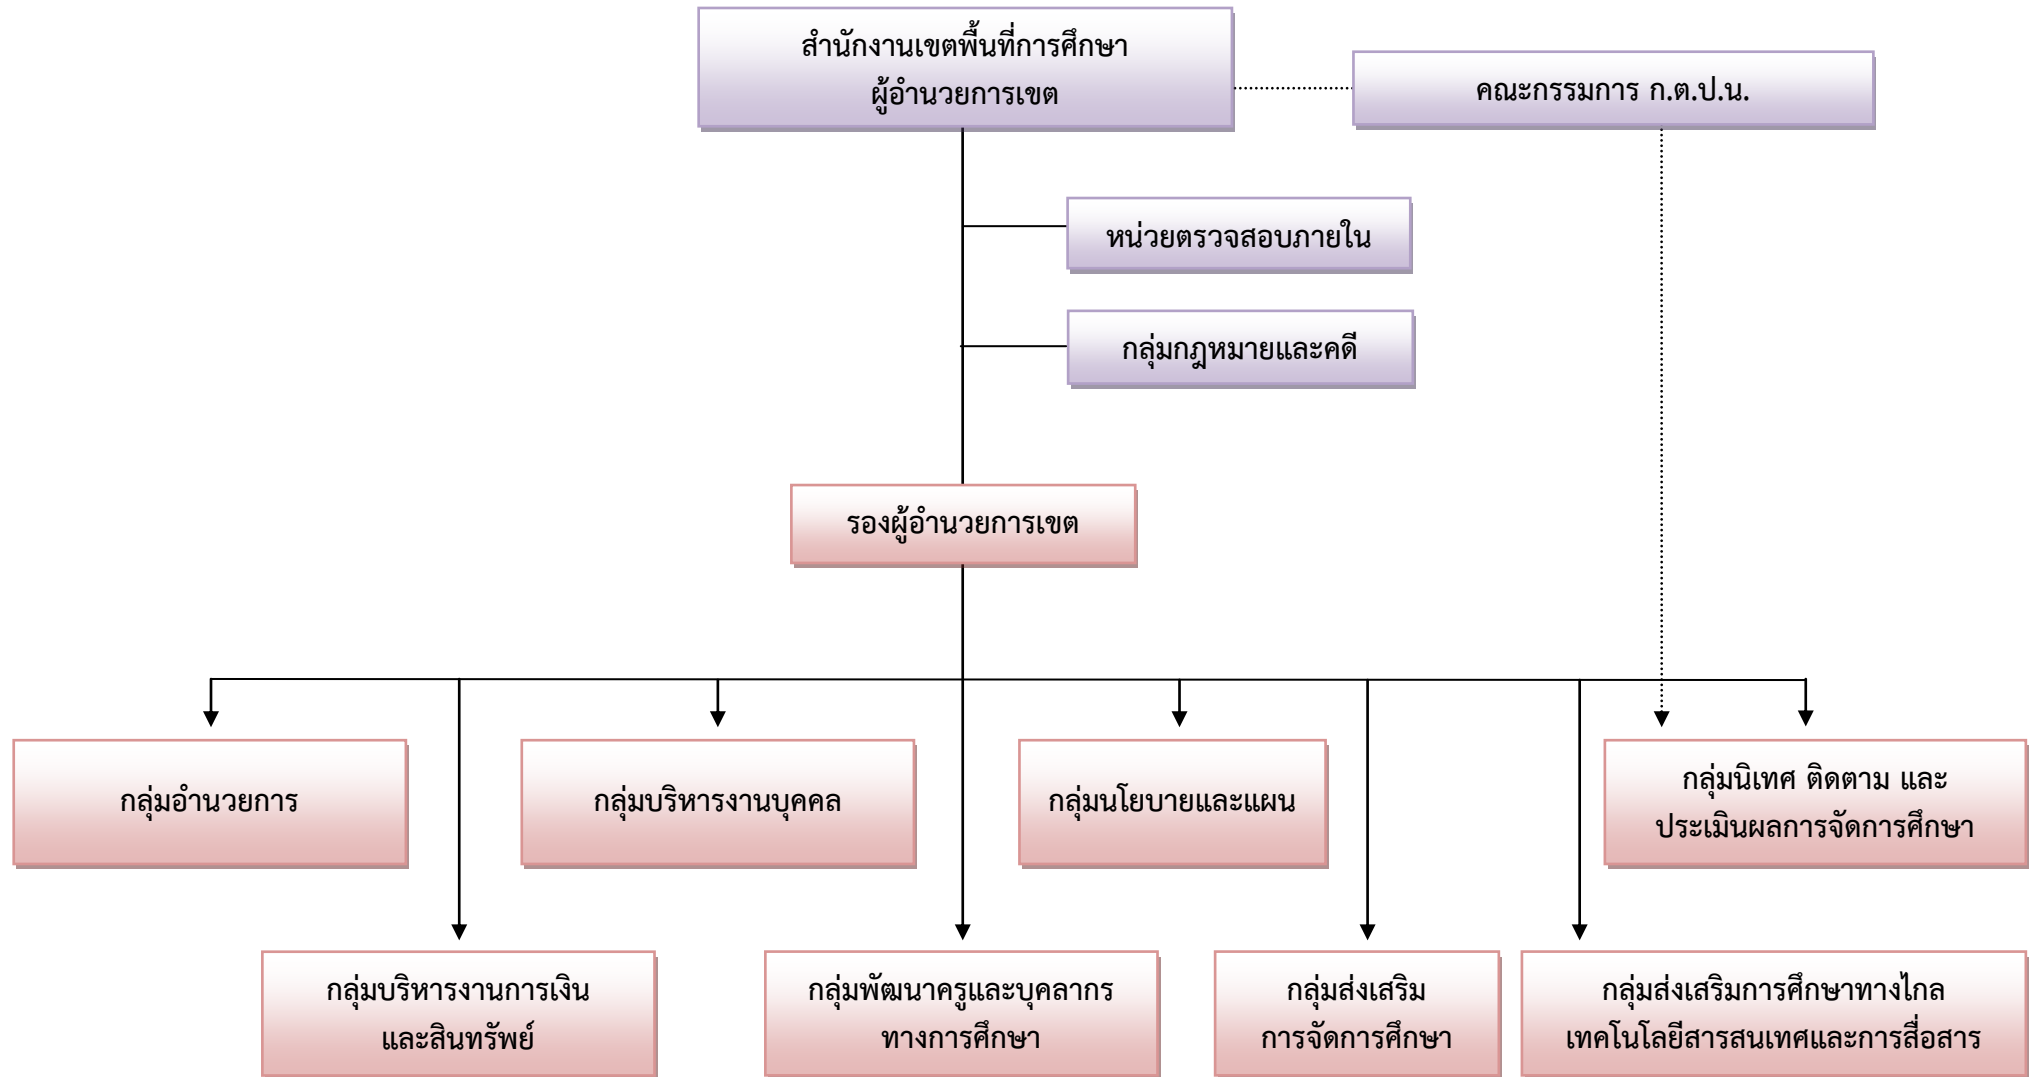 สำนักงานเขตพื้นที่การศึกษา
ผู้อำนวยการเขต
คณะกรรมการ ก.ต.ป.น.
หน่วยตรวจสอบภายใน
กลุ่มกฎหมายและคดี
รองผู้อำนวยการเขต
กลุ่มอำนวยการ
กลุ่มบริหารงานบุคคล
กลุ่มนโยบายและแผน
กลุ่มนิเทศ ติดตาม และ
ประเมินผลการจัดการศึกษา
กลุ่มบริหารงานการเงิน
และสินทรัพย์
กลุ่มพัฒนาครูและบุคลากร
ทางการศึกษา
กลุ่มส่งเสริม
การจัดการศึกษา
กลุ่มส่งเสริมการศึกษาทางไกล
เทคโนโลยีสารสนเทศและการสื่อสาร